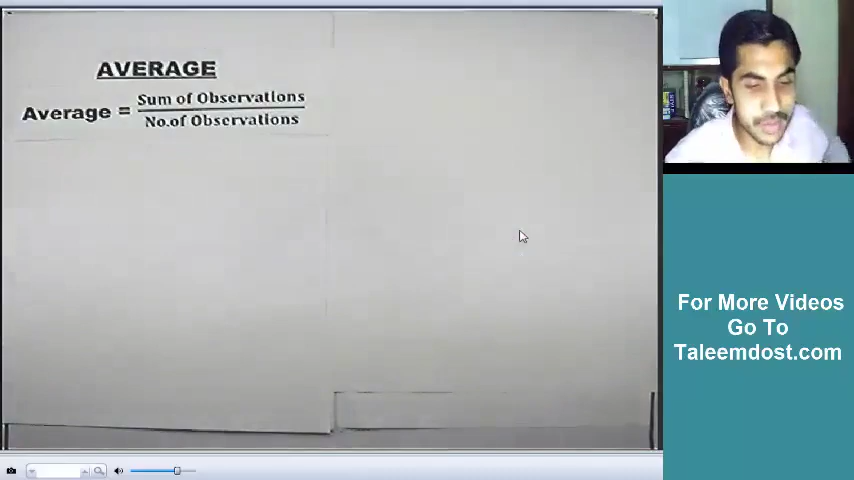 AVERAGE
Average = Sum of Observations / No.of Observations
For More Videos
Go To
Taleemdost.com